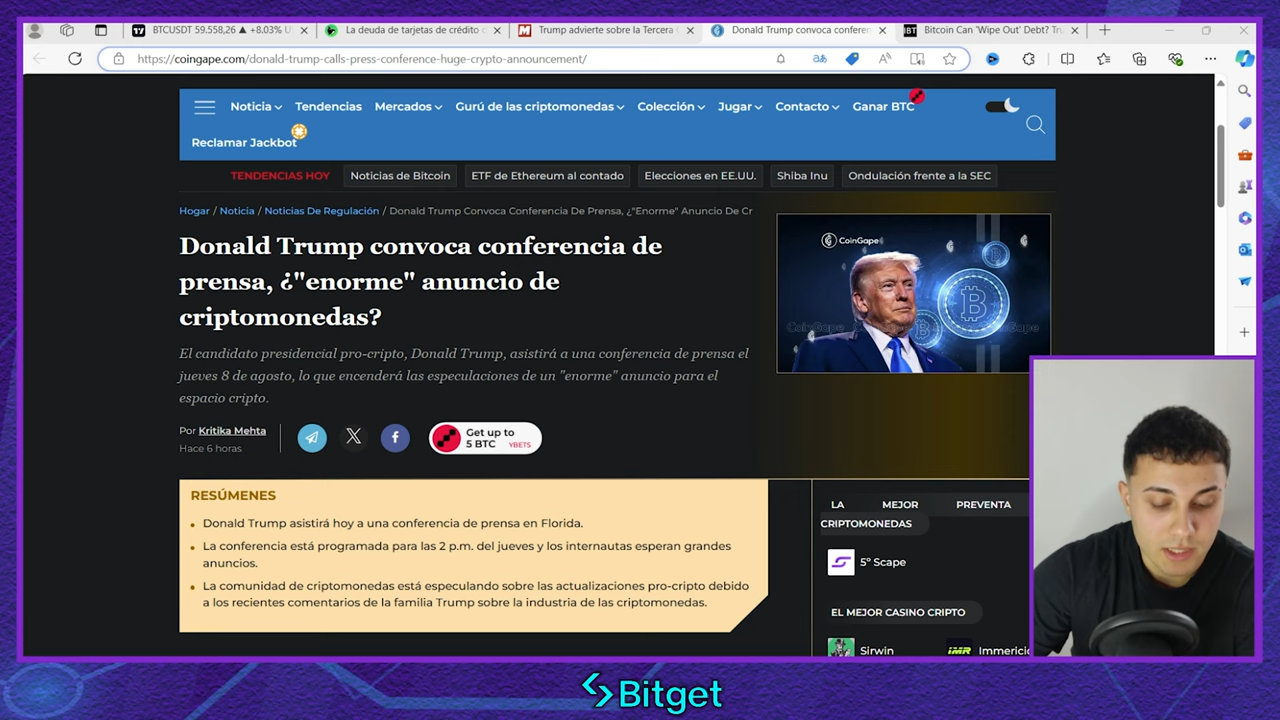 BTCUSDT 59.558,26 ▲ +8.03% U
La deuda de tarjetas de crédito d
Trump advierte sobre la Tercera
Donald Trump convoca conferen
Bitcoin Can 'Wipe Out' Debt? Tru
https://coingape.com/donald-trump-calls-press-conference-huge-crypto-announcement/
Noticia
Tendencias
Mercados
Gurú de las criptomonedas
Colección
Jugar
Contacto
Ganar BTC
Reclamar Jackbot
TENDENCIAS HOY
Noticias de Bitcoin
ETF de Ethereum al contado
Elecciones en EE.UU.
Shiba Inu
Ondulación frente a la SEC
Hogar / Noticia / Noticias De Regulación / Donald Trump Convoca Conferencia De Prensa, ¿"Enorme" Anuncio De Cr
Donald Trump convoca conferencia de
prensa, ¿"enorme" anuncio de
criptomonedas?
El candidato presidencial pro-cripto, Donald Trump, asistirá a una conferencia de prensa el
jueves 8 de agosto, lo que encenderá las especulaciones de un "enorme" anuncio para el
espacio cripto.
CoinGape
Por Kritika Mehta
Hace 6 horas
Get up to
5 BTC
YBETS
RESÚMENES
Donald Trump asistirá hoy a una conferencia de prensa en Florida.
La conferencia está programada para las 2 p.m. del jueves y los internautas esperan grandes
anuncios.
La comunidad de criptomonedas está especulando sobre las actualizaciones pro-cripto debido
a los recientes comentarios de la familia Trump sobre la industria de las criptomonedas.
LA MEJOR PREVENTA
CRIPTOMONEDAS
5º Scape
EL MEJOR CASINO CRIPTO
Sirwin
IMR
Immericio
Bitget